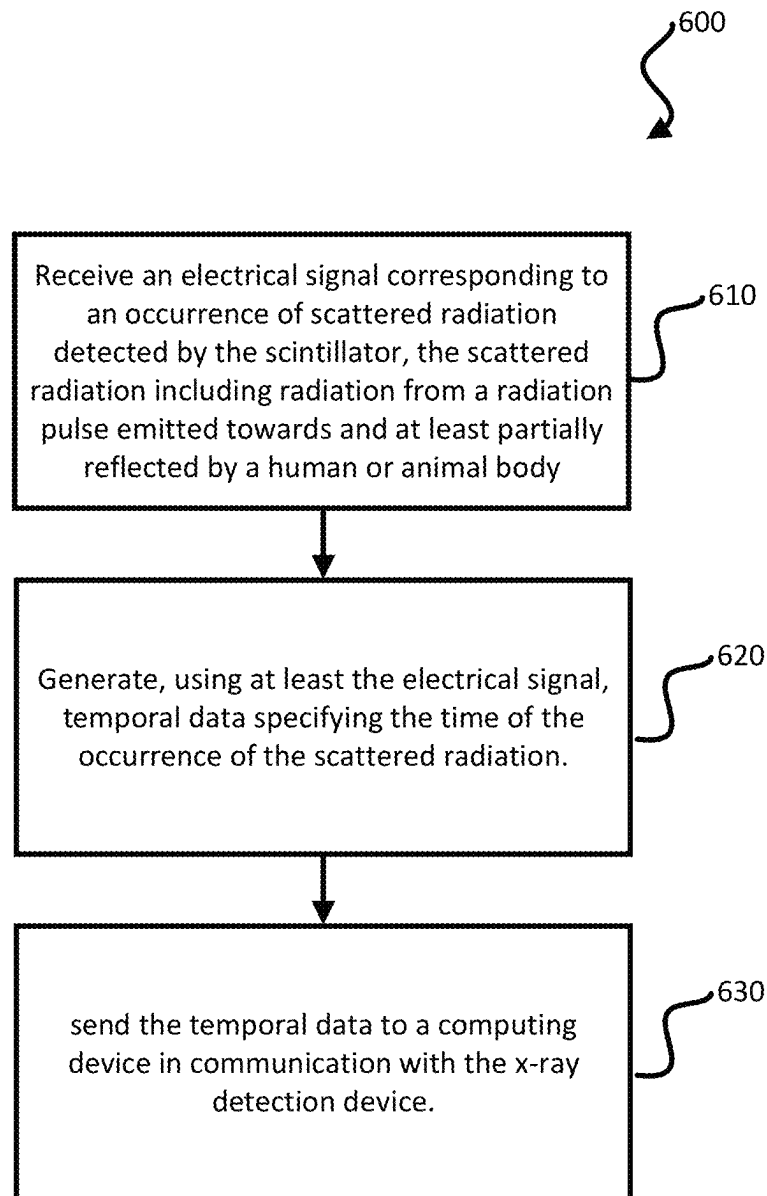 600
Receive an electrical signal corresponding to
an occurrence of scattered radiation
detected by the scintillator, the scattered
radiation including radiation from a radiation
pulse emitted towards and at least partially
reflected by a human or animal body
610
Generate, using at least the electrical signal,
temporal data specifying the time of the
occurrence of the scattered radiation.
620
send the temporal data to a computing
device in communication with the x-ray
detection device.
630